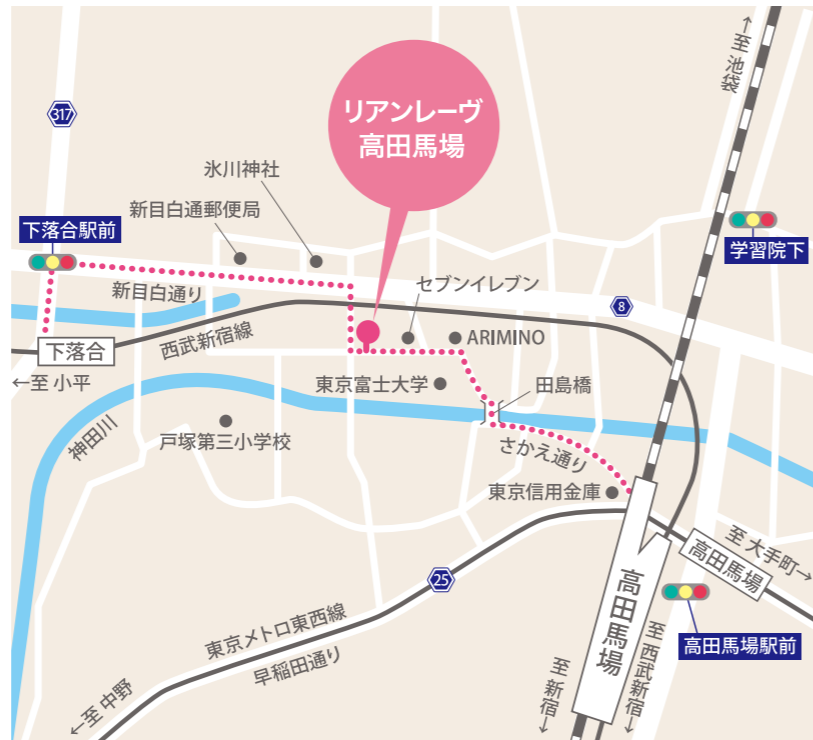 ←至 池袋
317
リアンレーヴ
高田馬場
氷川神社
新目白通郵便局
下落合駅前
学習院下
セブンイレブン
新目白通り
8
ARIMINO
西武新宿線
下落合
←至 小平
東京富士大学
田島橋
神田川
戸塚第三小学校
さかえ通り
東京信用金庫
至 大手町→
高田馬場
25
高田馬場
東京メトロ東西線
早稲田通り
高田馬場駅前
至 西武新宿→
至 新宿→
←至 中野